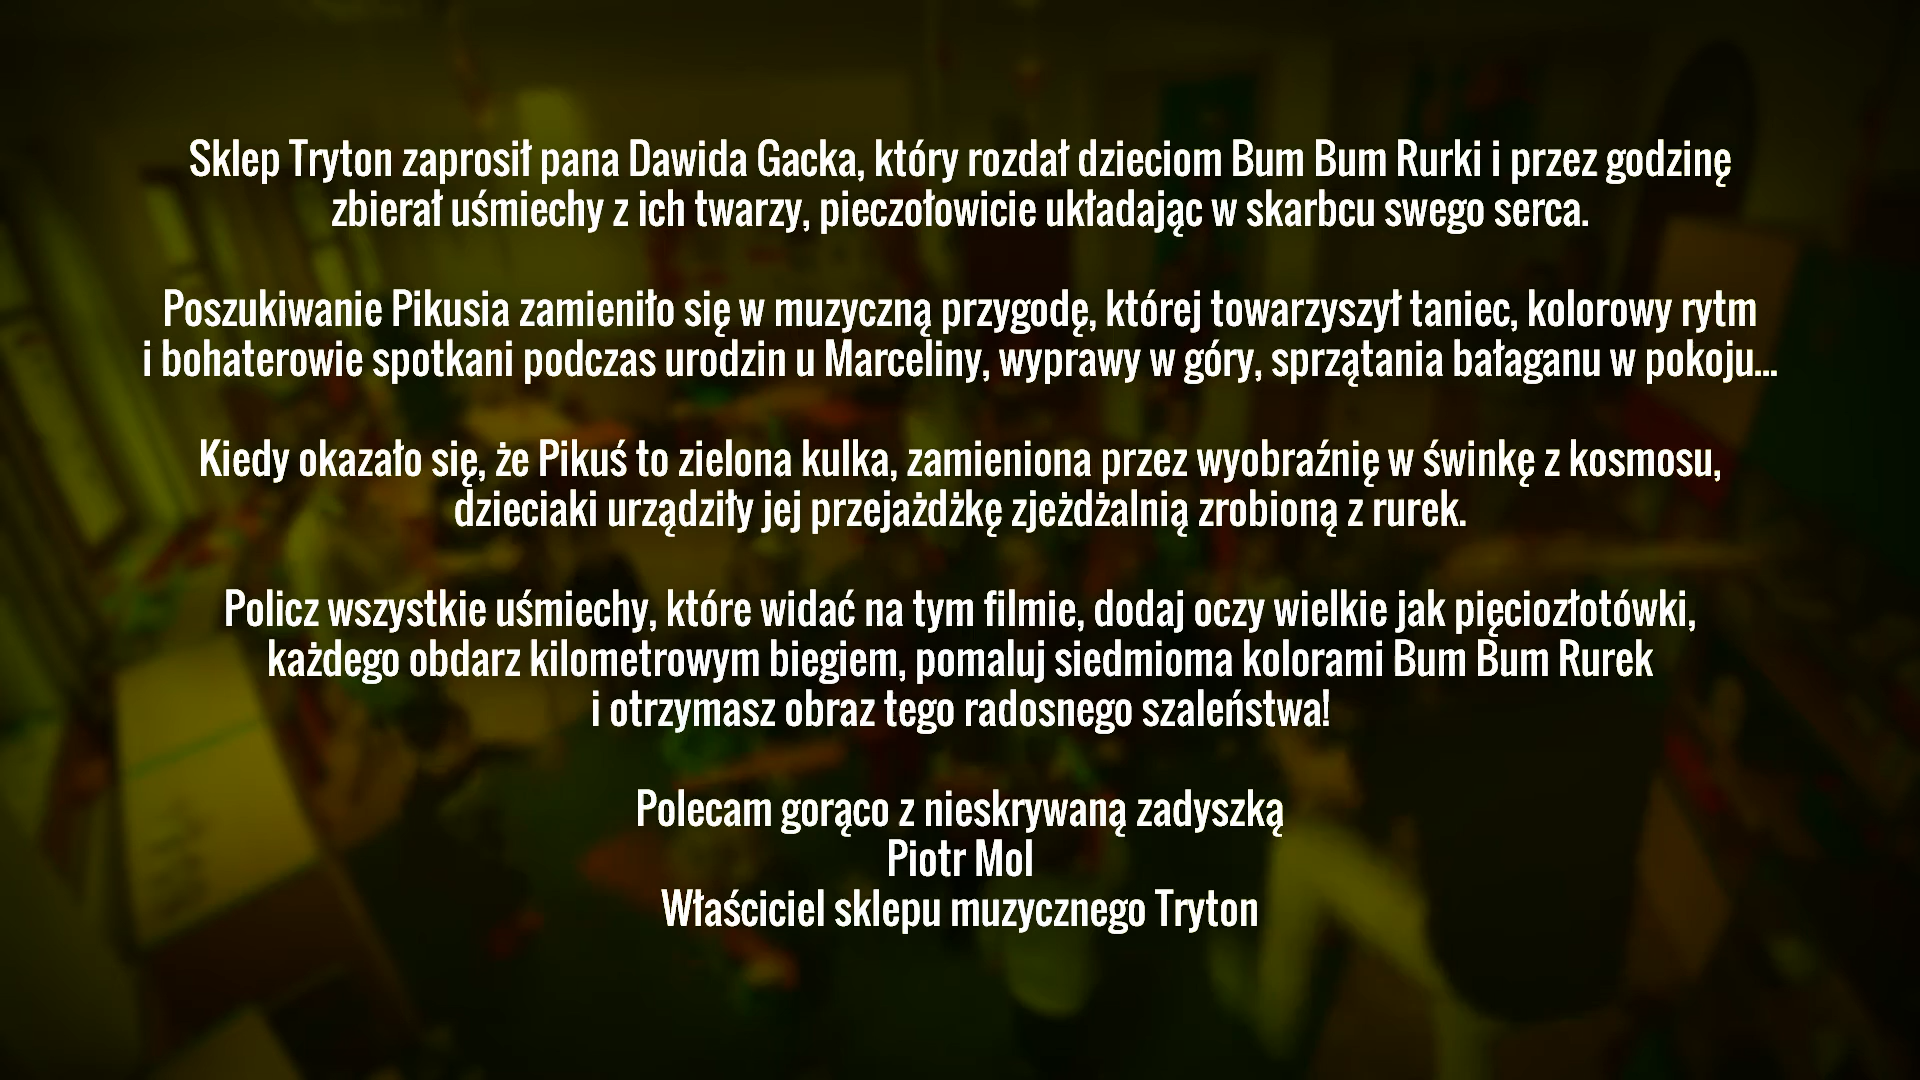 Sklep Tryton zaprosił pana Dawida Gacka, który rozdał dzieciom Bum Bum Rurki i przez godzinę
zbierał uśmiechy z ich twarzy, pieczołowicie układając w skarbcu swego serca.
Poszukiwanie Pikusia zamieniło się w muzyczną przygodę, której towarzyszył taniec, kolorowy rytm
i bohaterowie spotkani podczas urodzin u Marceliny, wyprawy w góry, sprzątania bałaganu w pokoju...
Kiedy okazało się, że Pikuś to zielona kulka, zamieniona przez wyobraźnię w świnkę z kosmosu,
dzieciaki urządziły jej przejażdżkę zjeżdżalnią zrobioną z rurek.
Policz wszystkie uśmiechy, które widać na tym filmie, dodaj oczy wielkie jak pięciozłotówki,
każdego obdarz kilometrowym biegiem, pomaluj siedmioma kolorami Bum Bum Rurek
i otrzymasz obraz tego radosnego szaleństwa!
Polecam gorąco z nieskrywaną zadyszką
Piotr Mol
Właściciel sklepu muzycznego Tryton